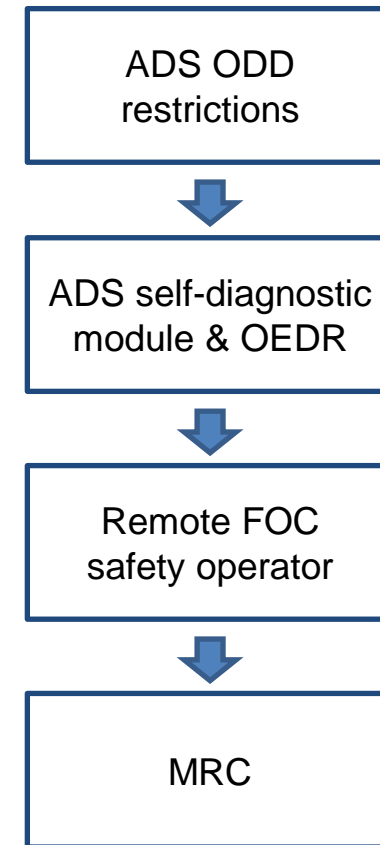 ADS ODD
restrictions
ADS self-diagnostic
module & OEDR
Remote FOC
safety operator
MRC